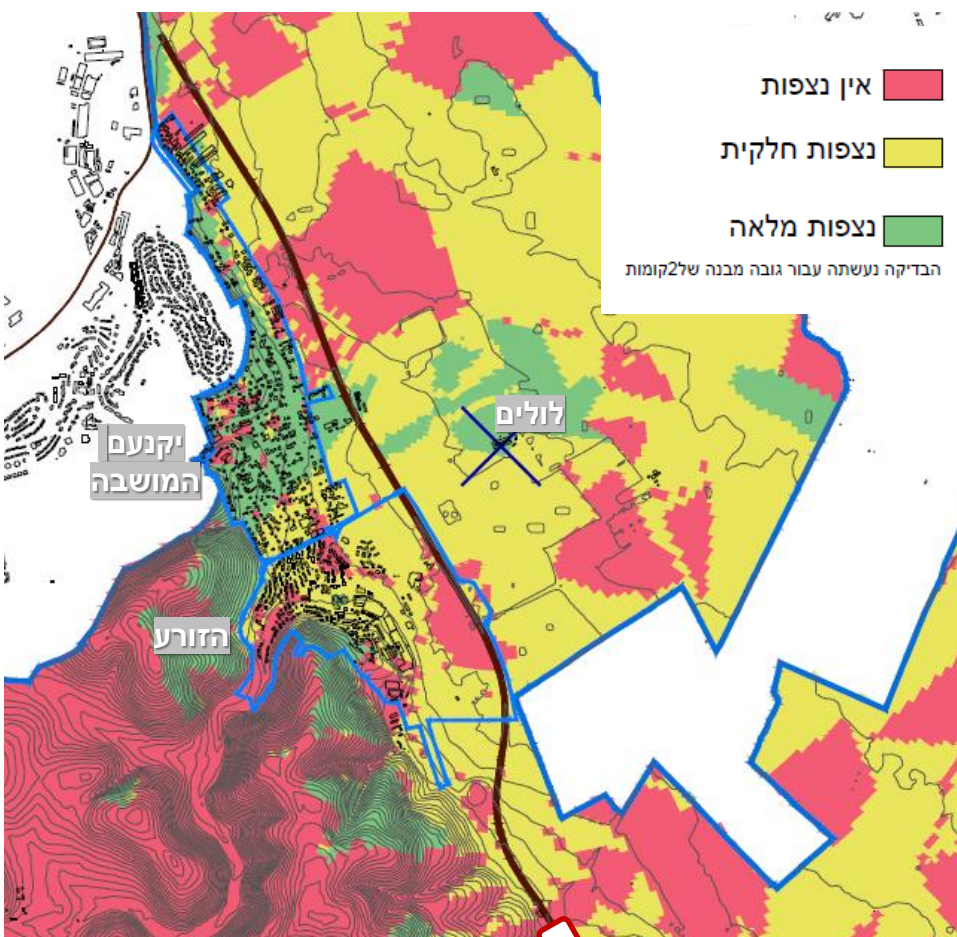 אין נצפות
נצפות חלקית
נצפות מלאה
הבדיקה נעשתה עבור גובה מבנה של2קומות
לולים
יקנעם
המושבה
הזורע